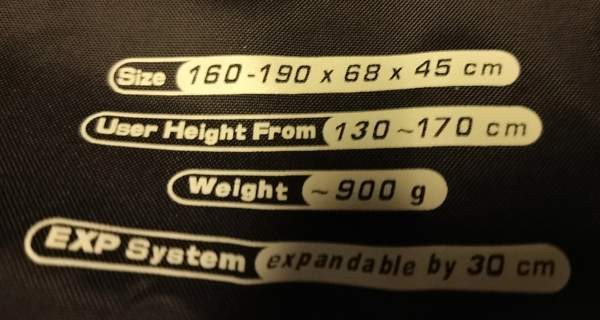 Size 160-190 x 68 x 45 cm
User Height From 130~170 cm
Weight ~900 g
EXP System expandable by 30 cm